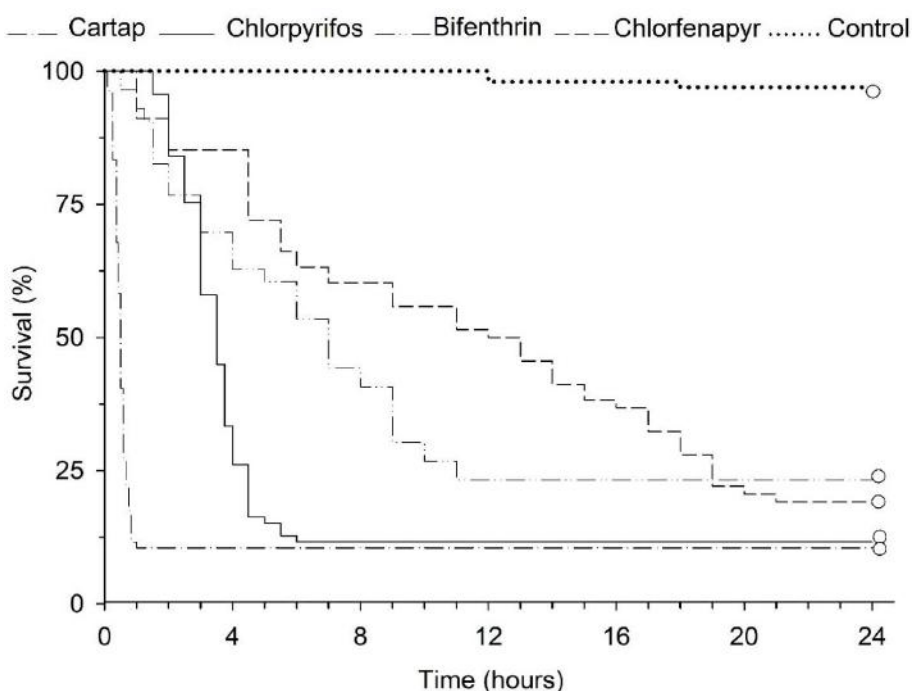 Cartap Chlorpyrifos Bifenthrin Chlorfenapyr Control
100
75
50
25
0
Survival (%)
0 4 8 12 16 20 24
Time (hours)